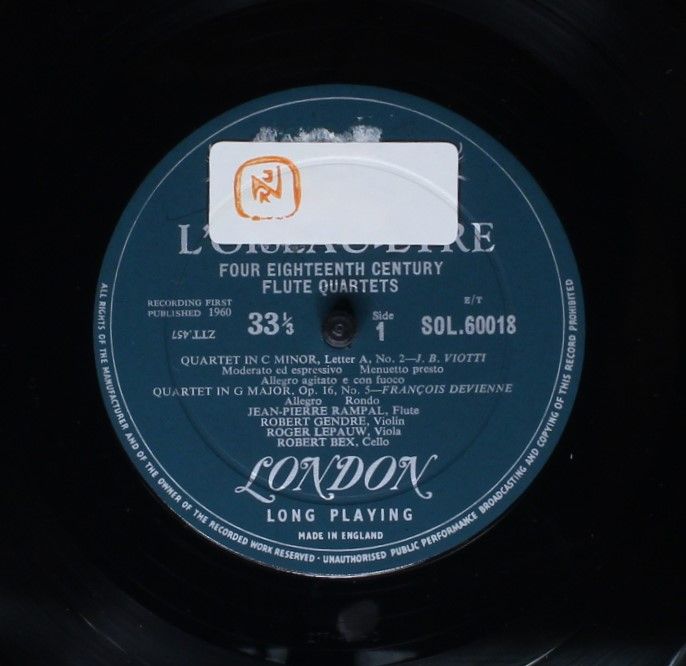 L'OISEAU-LYRE
FOUR EIGHTEENTH CENTURY
FLUTE QUARTETS
RECORDING FIRST
PUBLISHED 1960
ZTT.457
33⅓
Side
1
E/T
SOL.60018
QUARTET IN C MINOR, Letter A, No. 2—J. B. VIOTTI
Moderato ed espressivo Menuetto presto
Allegro agitato e con fuoco
QUARTET IN G MAJOR, Op. 16, No. 5—FRANÇOIS DEVIENNE
Allegro Rondo
JEAN-PIERRE RAMPAL, Flute
ROBERT GENDRE, Violin
ROGER LEPAUW, Viola
ROBERT BEX, Cello
LONDON
LONG PLAYING
MADE IN ENGLAND
ALL RIGHTS OF THE MANUFACTURER AND OF THE OWNER OF THE RECORDED WORK RESERVED · UNAUTHORISED PUBLIC PERFORMANCE BROADCASTING AND COPYING OF THIS RECORD PROHIBITED